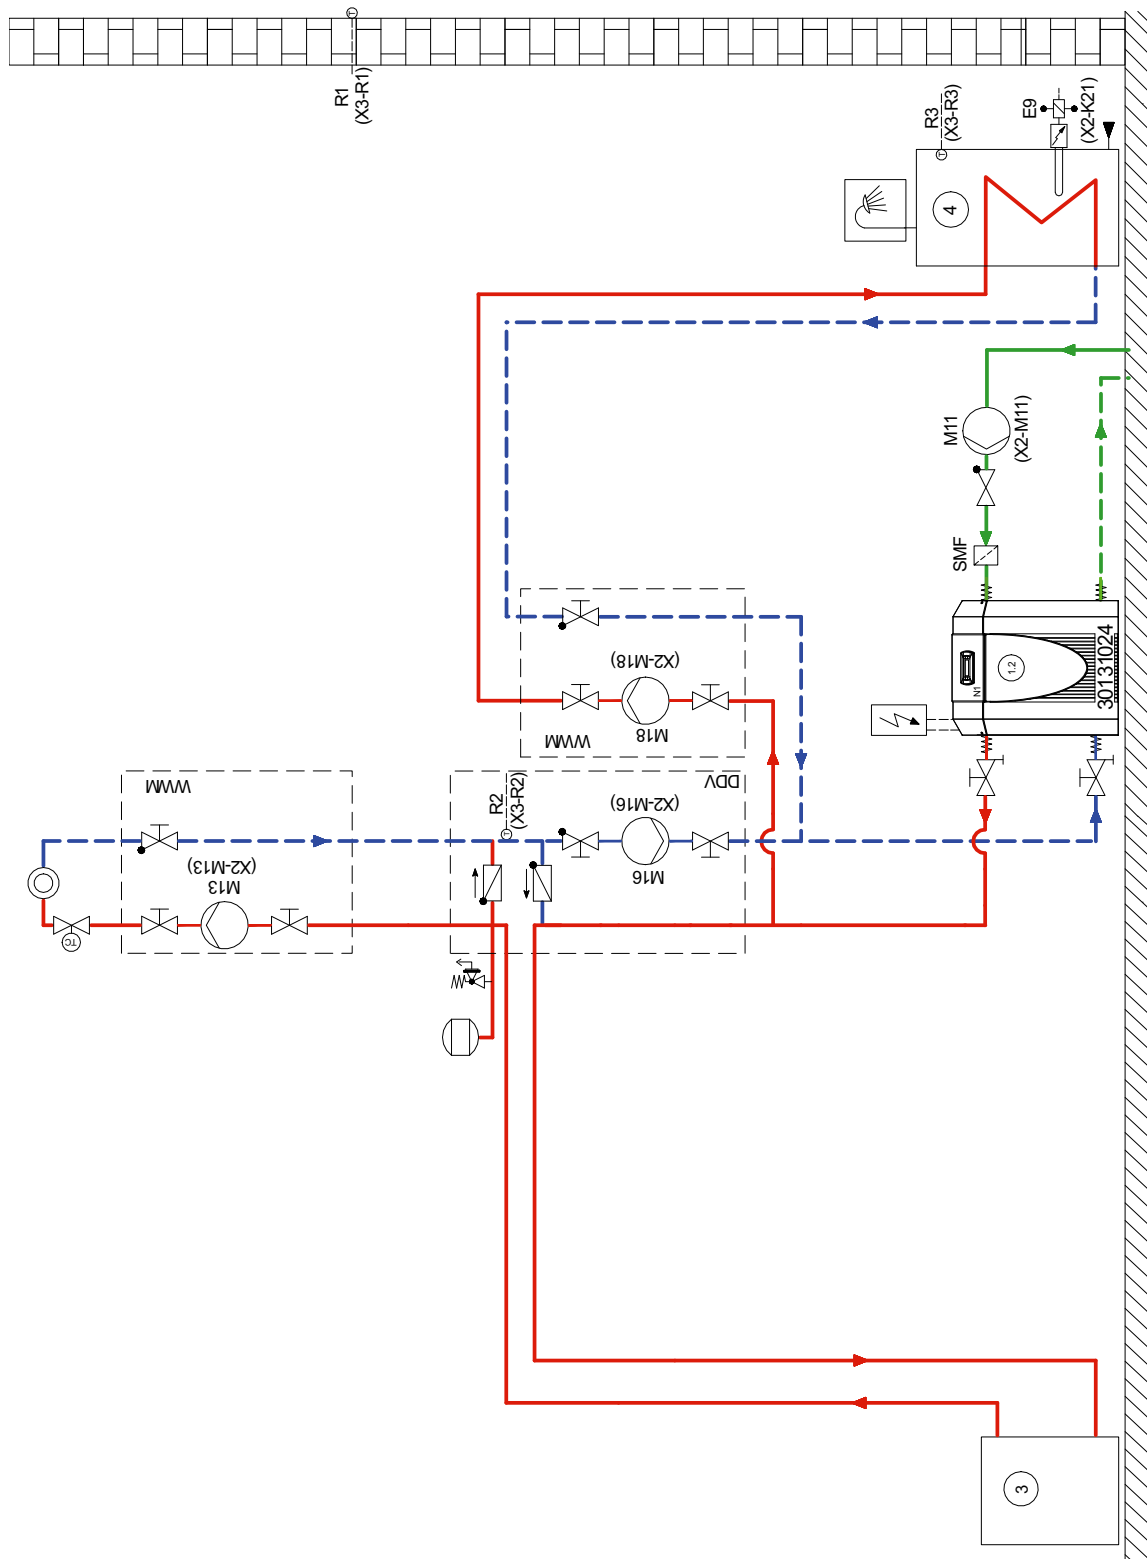 R1
(X3-R1)
R3
(X3-R3)
E9
(X2-K21)
4
M11
(X2-M11)
SMF
WWM
M18
(X2-M18)
N1
1.2
30131024
WWM
M13
(X2-M13)
TC
R2
(X3-R2)
DDV
M16
(X2-M16)
T
T
T
3